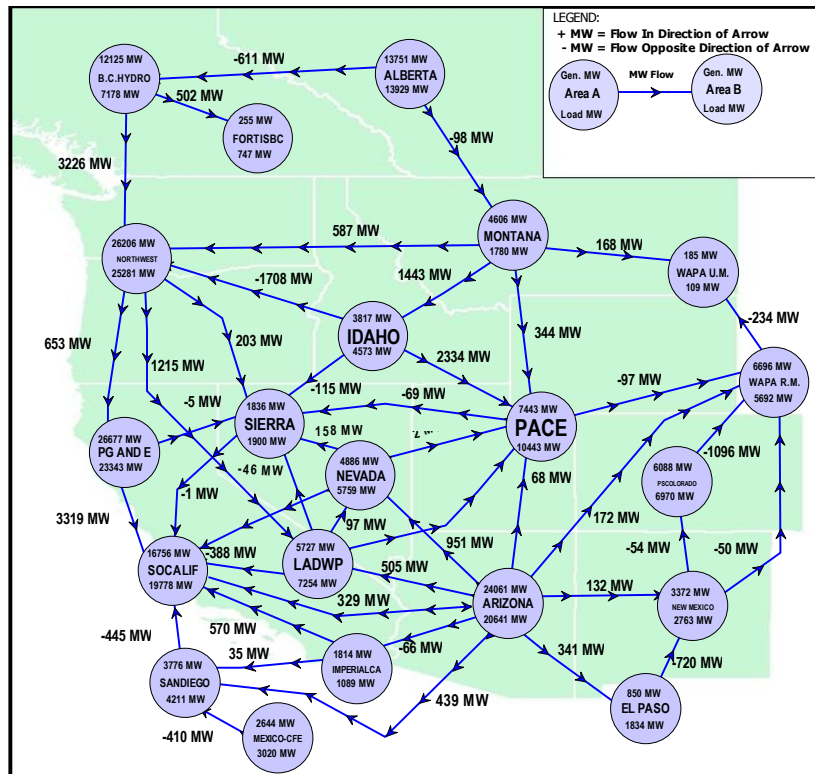 LEGEND:
+ MW = Flow In Direction of Arrow
- MW = Flow Opposite Direction of Arrow
Gen. MW
Area A
Load MW
MW Flow
Gen. MW
Area B
Load MW
12125 MW
B.C.HYDRO
7178 MW
-611 MW
13751 MW
ALBERTA
13929 MW
502 MW
255 MW
FORTISBC
747 MW
-98 MW
3226 MW
4606 MW
MONTANA
1780 MW
587 MW
168 MW
185 MW
WAPA U.M.
109 MW
26206 MW
NORTHWEST
25281 MW
-1708 MW
1443 MW
3817 MW
IDAHO
4573 MW
344 MW
-234 MW
653 MW
1215 MW
203 MW
2334 MW
6696 MW
WAPA R.M.
5692 MW
-97 MW
-5 MW
-115 MW
-69 MW
1836 MW
SIERRA
1900 MW
7443 MW
PACE
10443 MW
26677 MW
PG AND E
23343 MW
158 MW
-46 MW
4886 MW
NEVADA
5759 MW
-1096 MW
6088 MW
PSCOLORADO
6970 MW
68 MW
-1 MW
172 MW
3319 MW
97 MW
951 MW
16756 MW
SOCALIF
19778 MW
-388 MW
5727 MW
LADWP
7254 MW
505 MW
-54 MW
-50 MW
24061 MW
ARIZONA
20641 MW
132 MW
3372 MW
NEW MEXICO
2763 MW
329 MW
570 MW
-445 MW
35 MW
-66 MW
1814 MW
IMPERIALCA
1089 MW
341 MW
-720 MW
3776 MW
SANDIEGO
4211 MW
439 MW
850 MW
EL PASO
1834 MW
-410 MW
2644 MW
MEXICO-CFE
3020 MW